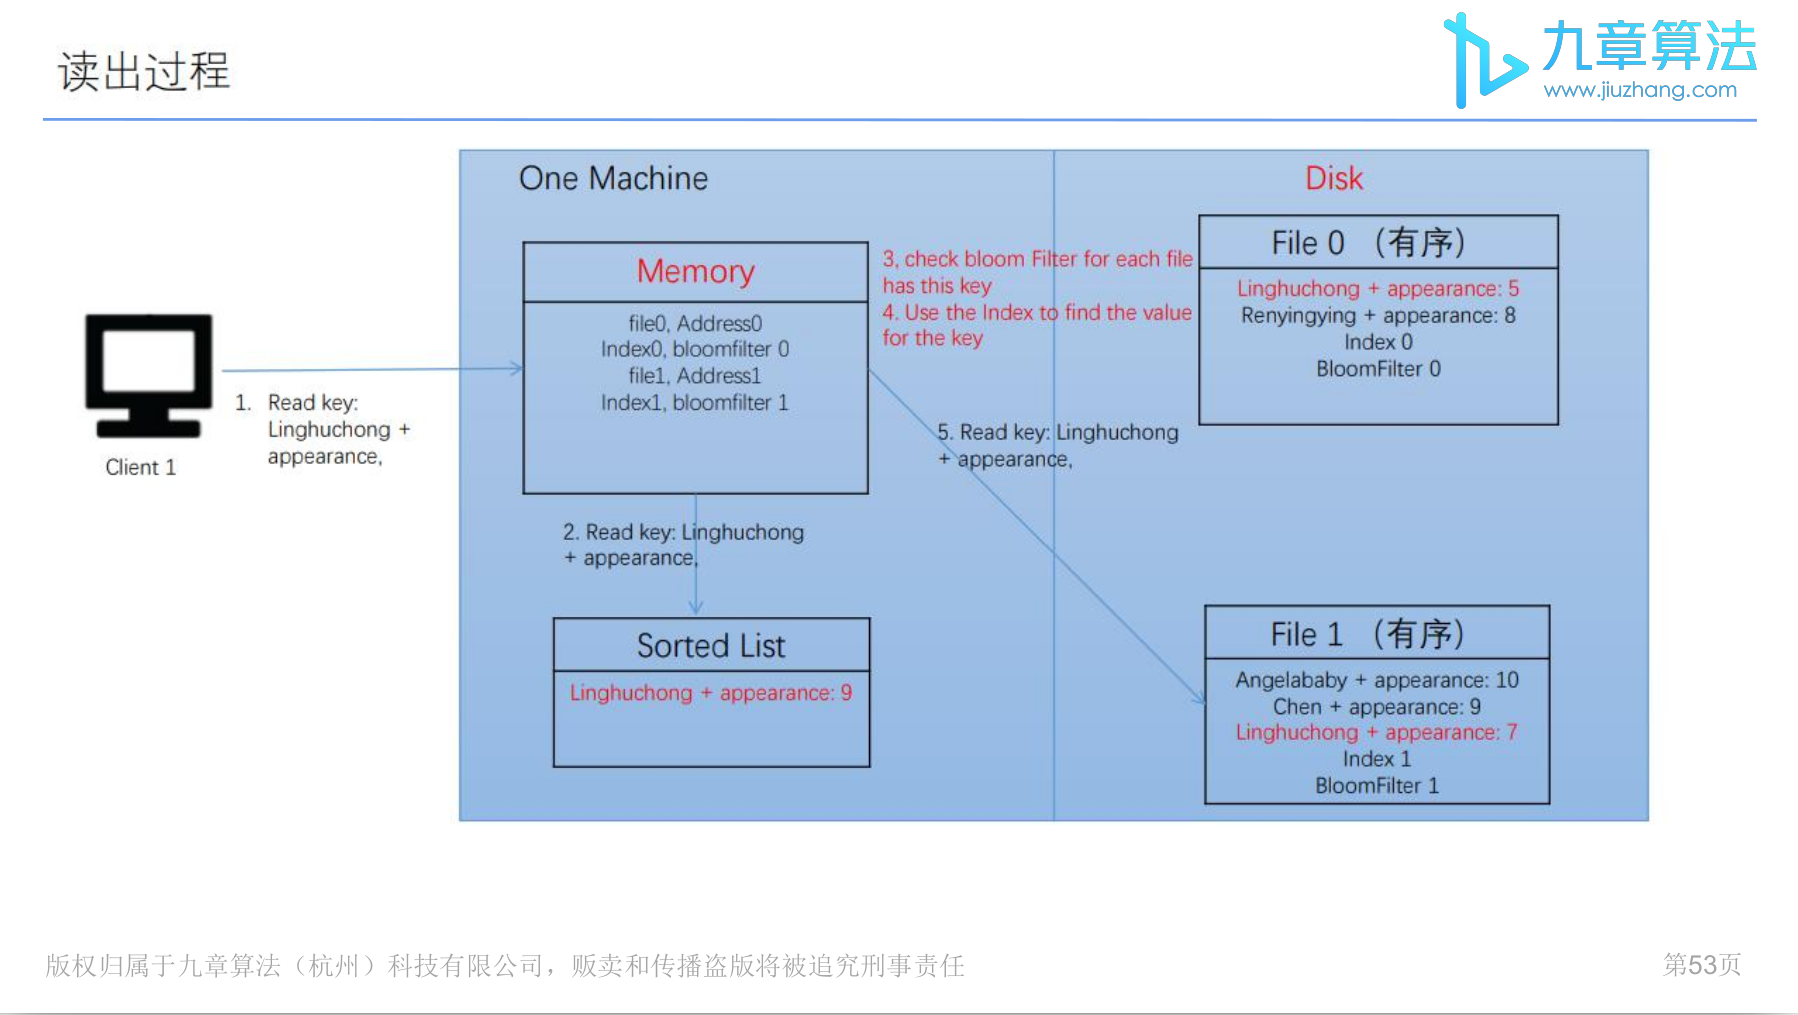 读出过程
九章算法
www.jiuzhang.com
One Machine
Disk
Memory
file0, Address0
Index0, bloomfilter 0
file1, Address1
Index1, bloomfilter 1
3, check bloom Filter for each file
has this key
4. Use the Index to find the value
for the key
File 0 （有序）
Linghuchong + appearance: 5
Renyingying + appearance: 8
Index 0
BloomFilter 0
1. Read key:
Linghuchong +
appearance,
Client 1
5. Read key: Linghuchong
+ appearance,
2. Read key: Linghuchong
+ appearance,
Sorted List
Linghuchong + appearance: 9
File 1 （有序）
Angelababy + appearance: 10
Chen + appearance: 9
Linghuchong + appearance: 7
Index 1
BloomFilter 1
版权归属于九章算法（杭州）科技有限公司，贩卖和传播盗版将被追究刑事责任
第53页